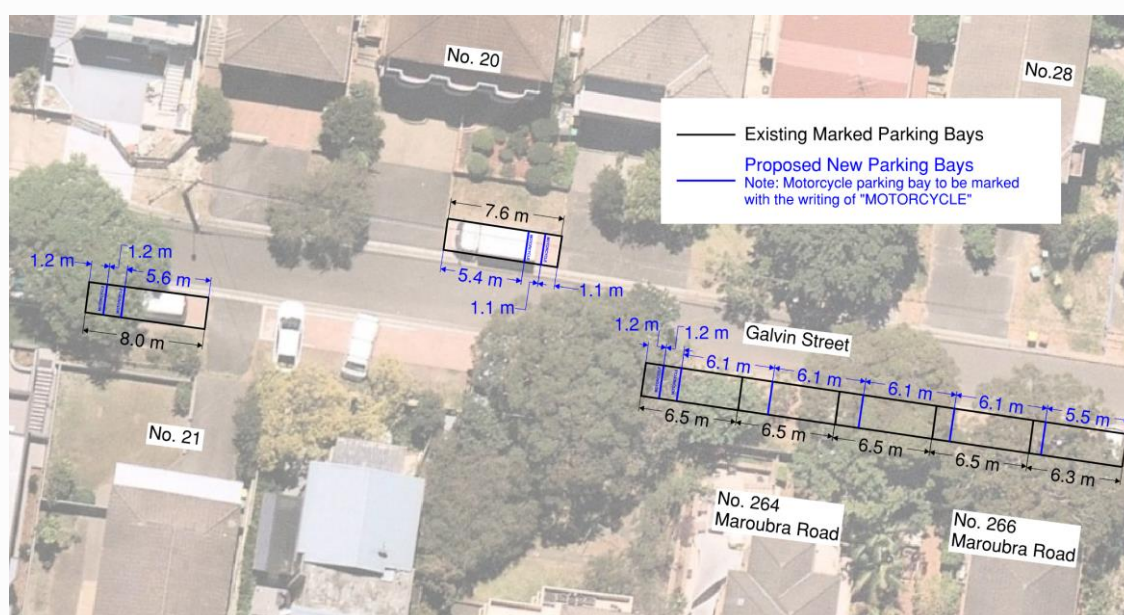 No. 20
No.28
Existing Marked Parking Bays
Proposed New Parking Bays
Note: Motorcycle parking bay to be marked
with the writing of "MOTORCYCLE"
7.6 m
5.4 m
1.1 m
1.1 m
1.2 m
1.2 m
5.6 m
8.0 m
No. 21
Galvin Street
1.2 m
1.2 m
6.1 m
6.1 m
6.1 m
6.1 m
5.5 m
6.5 m
6.5 m
6.5 m
6.5 m
6.3 m
No. 264
Maroubra Road
No. 266
Maroubra Road